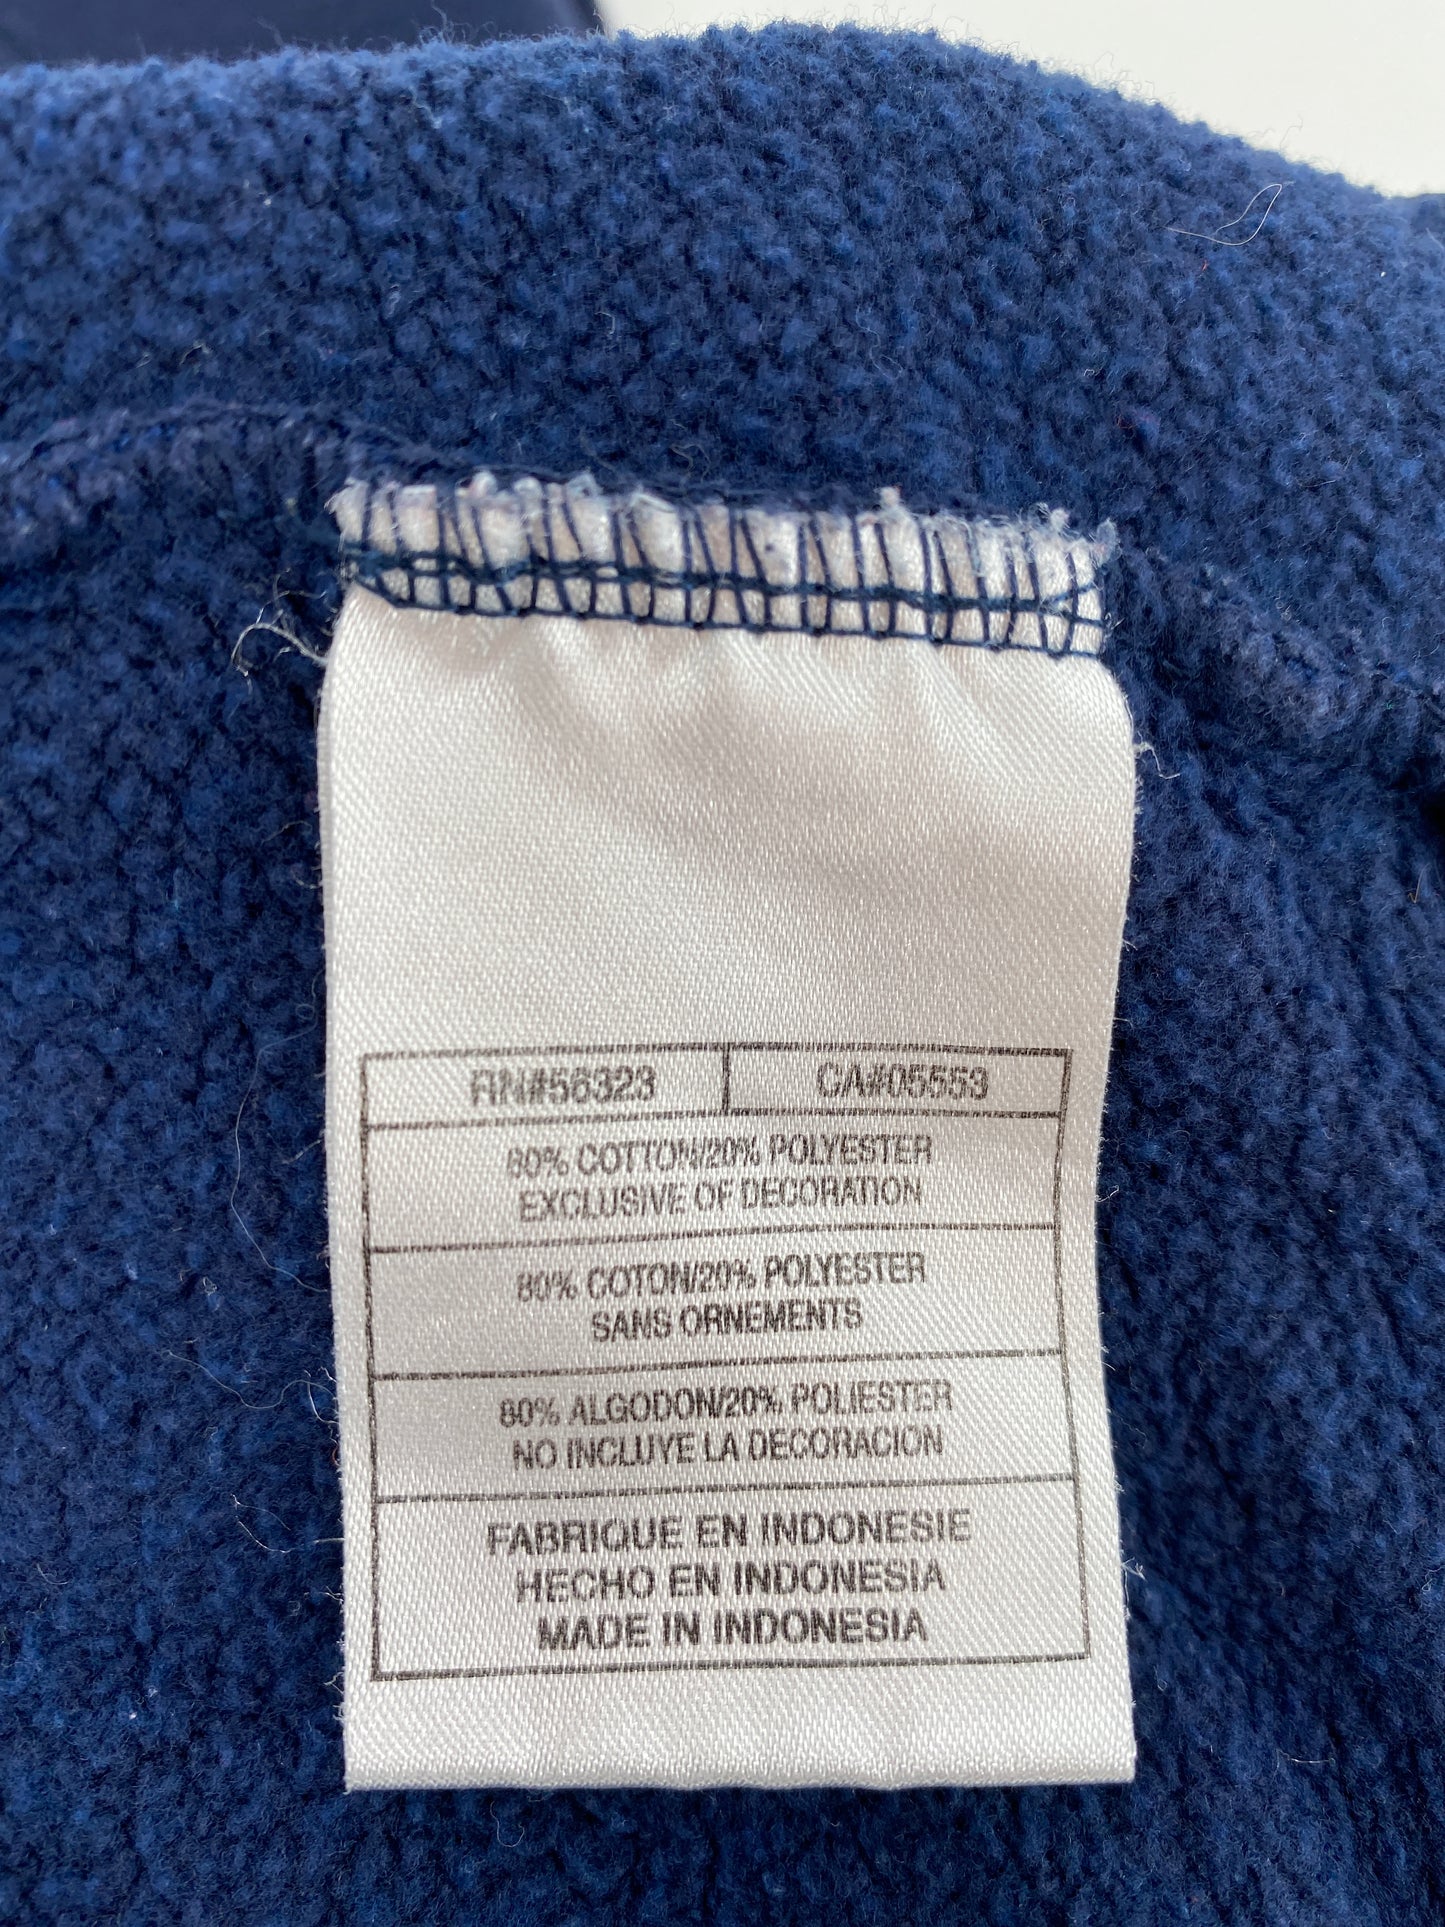 RN#56323 CA#05553
80% COTTON/20% POLYESTER
EXCLUSIVE OF DECORATION
80% COTON/20% POLYESTER
SANS ORNEMENTS
80% ALGODON/20% POLIESTER
NO INCLUYE LA DECORACION
FABRIQUE EN INDONESIE
HECHO EN INDONESIA
MADE IN INDONESIA